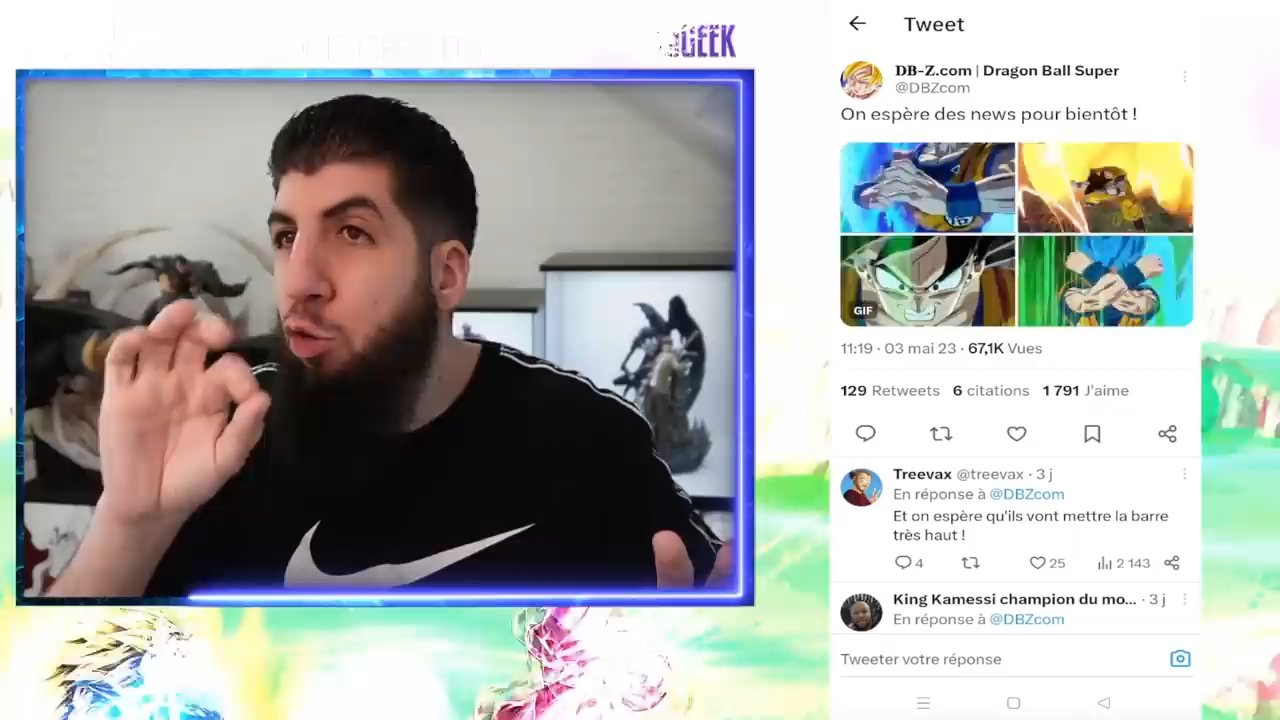 GEEK
Tweet
DB-Z.com | Dragon Ball Super
@DBZcom
On espère des news pour bientôt !
GIF
11:19 · 03 mai 23 · 67,1K Vues
129 Retweets 6 citations 1 791 J'aime
Treevax @treevax · 3 j
En réponse à @DBZcom
Et on espère qu'ils vont mettre la barre
très haut !
4 25 2 143
King Kamessi champion du mo... · 3 j
En réponse à @DBZcom
Tweeter votre réponse